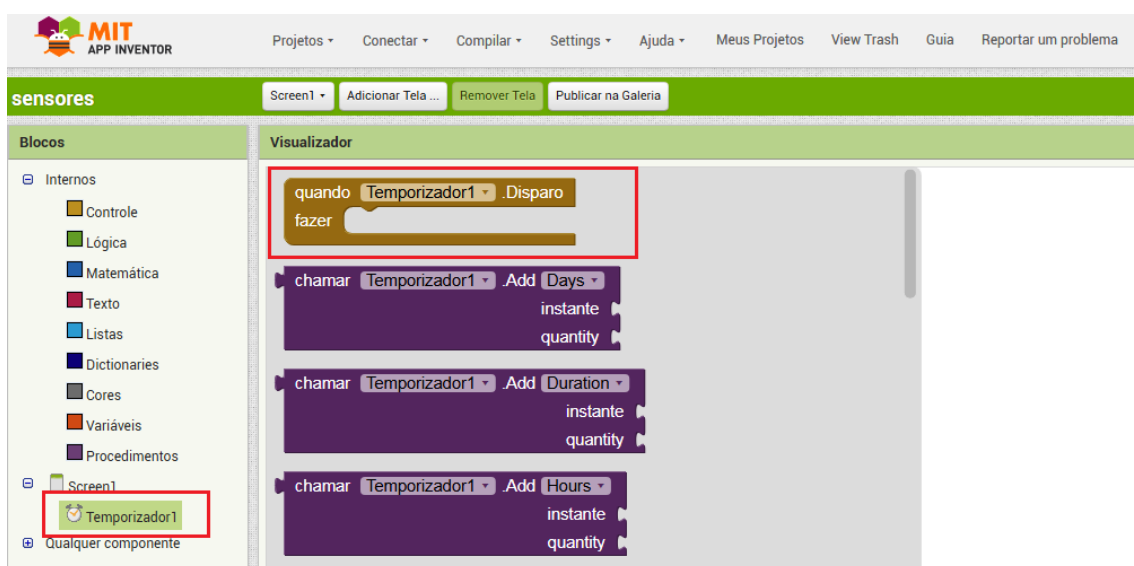 MIT
APP INVENTOR
Projetos Conectar Compilar Settings Ajuda Meus Projetos View Trash Guia Reportar um problema
sensores
Screen1 Adicionar Tela ... Remover Tela Publicar na Galeria
Blocos
Visualizador
Internos
Controle
Lógica
Matemática
Texto
Listas
Dictionaries
Cores
Variáveis
Procedimentos
Screen1
Temporizador1
Qualquer componente
quando Temporizador1 .Disparo
fazer
chamar Temporizador1 .Add Days
instante
quantity
chamar Temporizador1 .Add Duration
instante
quantity
chamar Temporizador1 .Add Hours
instante
quantity